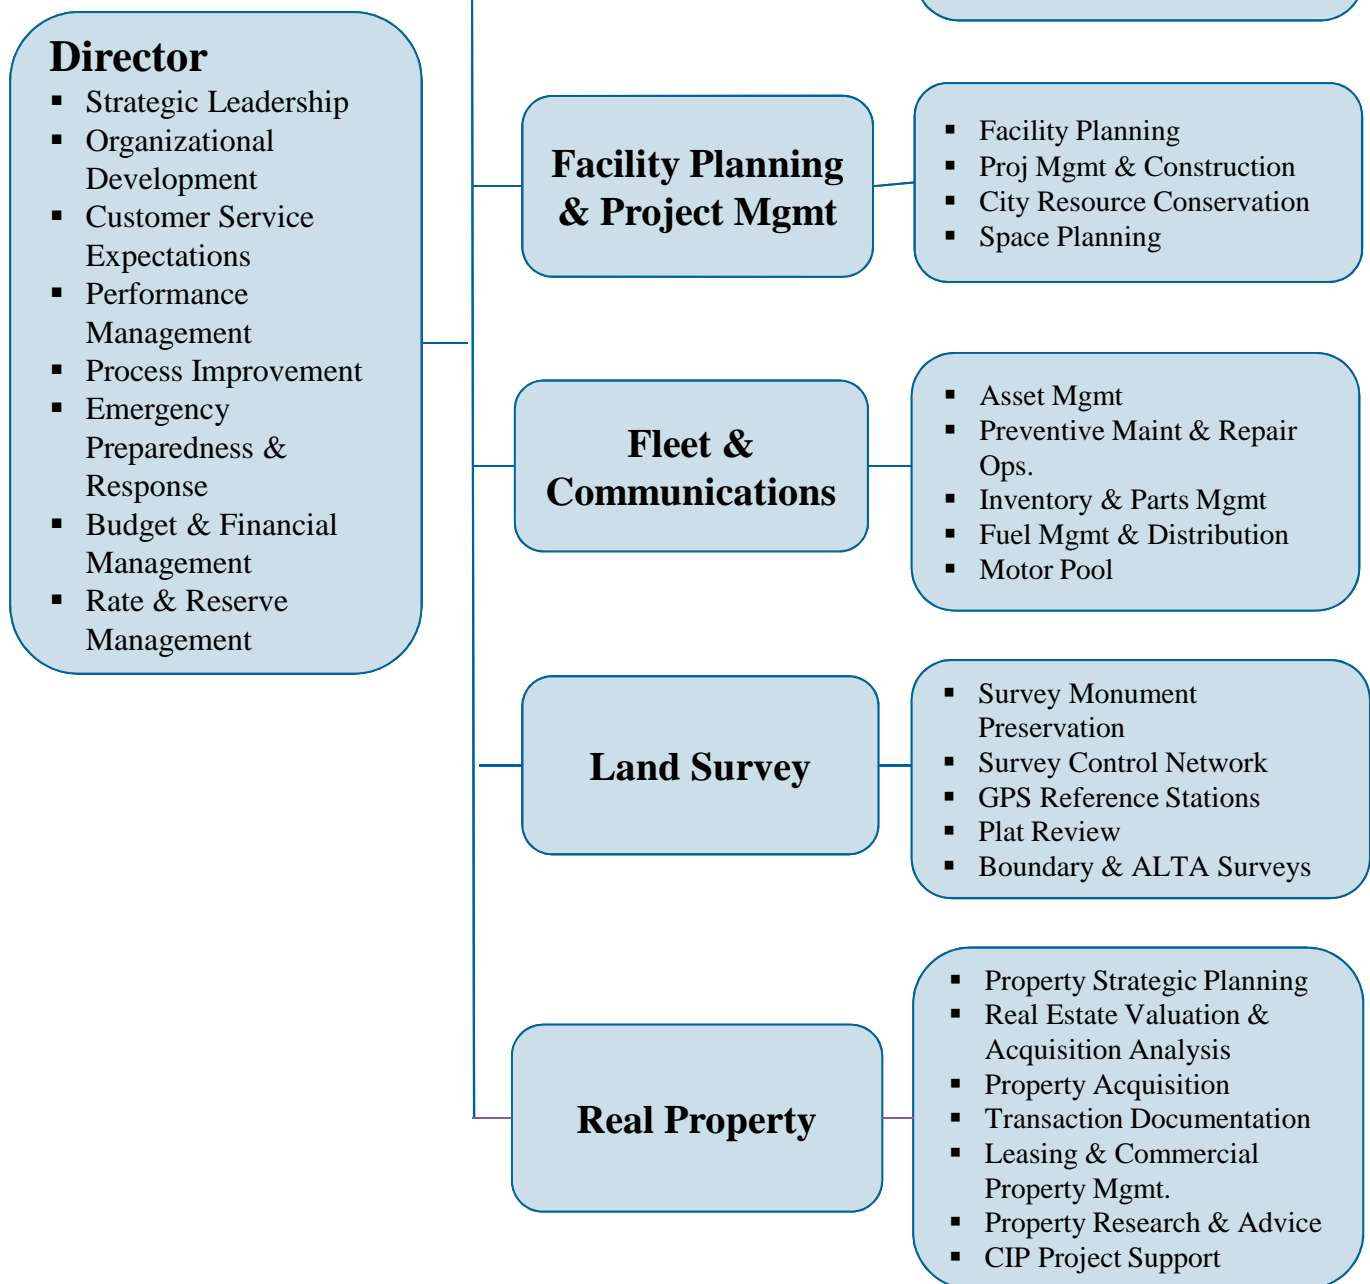 Director
▪ Strategic Leadership
▪ Organizational
Development
▪ Customer Service
Expectations
▪ Performance
Management
▪ Process Improvement
▪ Emergency
Preparedness &
Response
▪ Budget & Financial
Management
▪ Rate & Reserve
Management
Facility Planning
& Project Mgmt
▪ Facility Planning
▪ Proj Mgmt & Construction
▪ City Resource Conservation
▪ Space Planning
Fleet &
Communications
▪ Asset Mgmt
▪ Preventive Maint & Repair
Ops.
▪ Inventory & Parts Mgmt
▪ Fuel Mgmt & Distribution
▪ Motor Pool
Land Survey
▪ Survey Monument
Preservation
▪ Survey Control Network
▪ GPS Reference Stations
▪ Plat Review
▪ Boundary & ALTA Surveys
Real Property
▪ Property Strategic Planning
▪ Real Estate Valuation &
Acquisition Analysis
▪ Property Acquisition
▪ Transaction Documentation
▪ Leasing & Commercial
Property Mgmt.
▪ Property Research & Advice
▪ CIP Project Support